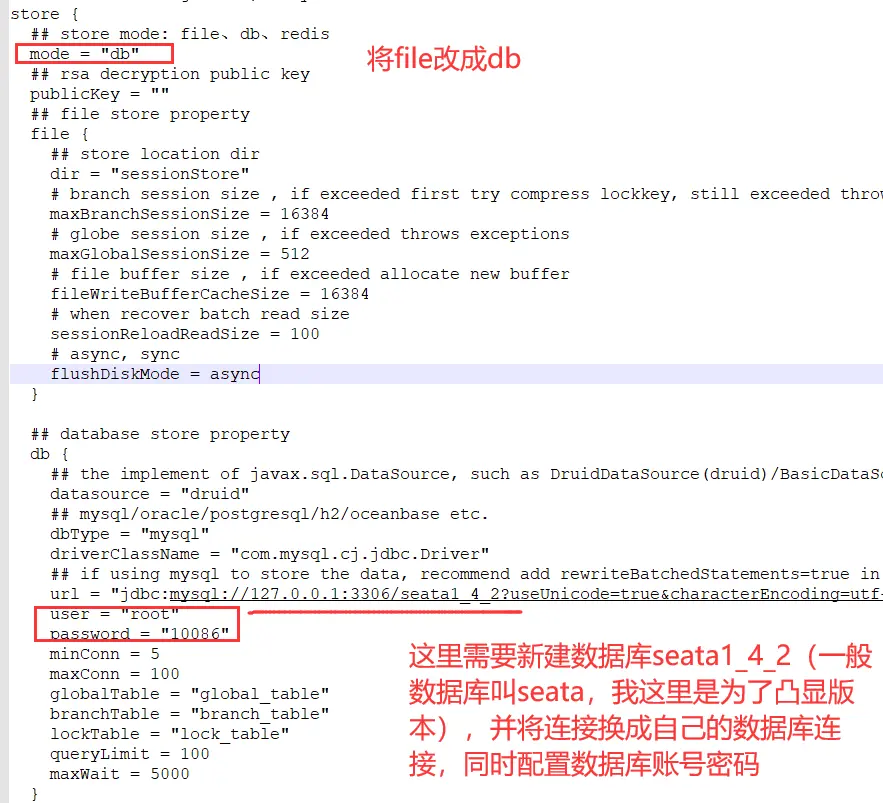 store {
## store mode: file、db、redis
mode = "db"
将file改成db
## rsa decryption public key
publicKey = ""
## file store property
file {
## store location dir
dir = "sessionStore"
# branch session size , if exceeded first try compress lockkey, still exceeded throw
maxBranchSessionSize = 16384
# globe session size , if exceeded throws exceptions
maxGlobalSessionSize = 512
# file buffer size , if exceeded allocate new buffer
fileWriteBufferCacheSize = 16384
# when recover batch read size
sessionReloadReadSize = 100
# async, sync
flushDiskMode = async
}
## database store property
db {
## the implement of javax.sql.DataSource, such as DruidDataSource(druid)/BasicDataSo
datasource = "druid"
## mysql/oracle/postgresql/h2/oceanbase etc.
dbType = "mysql"
driverClassName = "com.mysql.cj.jdbc.Driver"
## if using mysql to store the data, recommend add rewriteBatchedStatements=true in
url = "jdbc:mysql://127.0.0.1:3306/seata1_4_2?useUnicode=true&characterEncoding=utf-
user = "root"
password = "10086"
minConn = 5
maxConn = 100
globalTable = "global_table"
branchTable = "branch_table"
lockTable = "lock_table"
queryLimit = 100
maxWait = 5000
}
这里需要新建数据库seata1_4_2（一般
数据库叫seata，我这里是为了凸显版
本），并将连接换成自己的数据库连
接，同时配置数据库账号密码